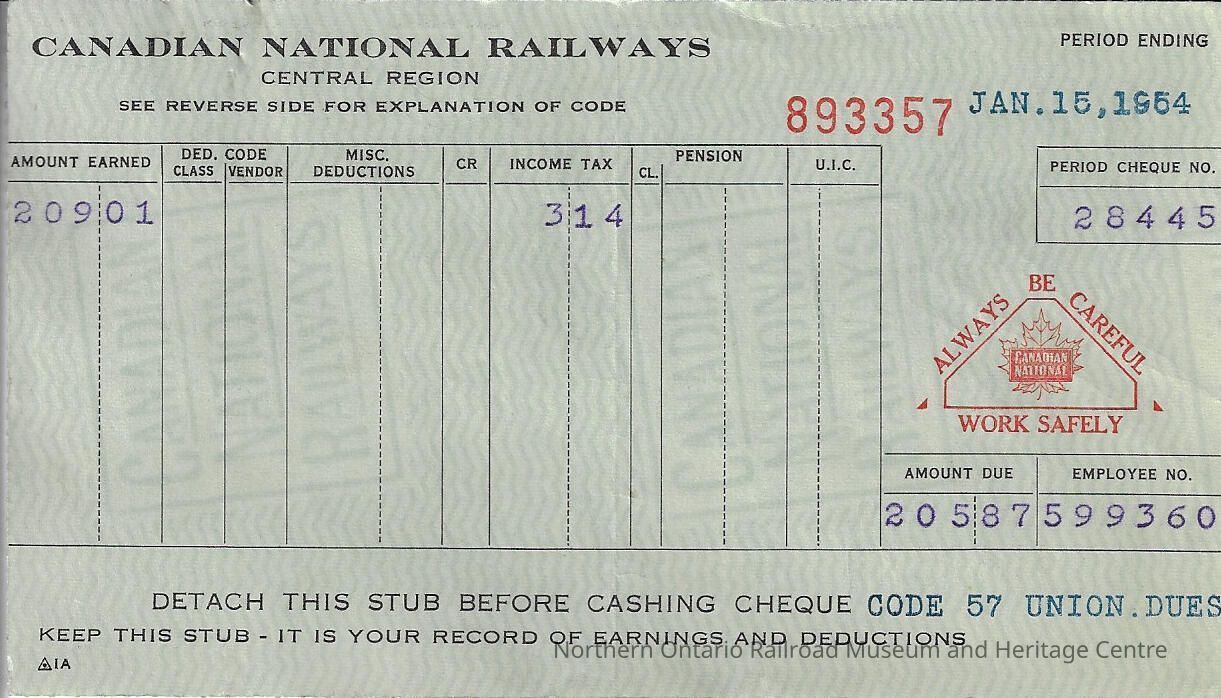 CANADIAN NATIONAL RAILWAYS
CENTRAL REGION
SEE REVERSE SIDE FOR EXPLANATION OF CODE
PERIOD ENDING
893357 JAN.15,1954
AMOUNT EARNED
DED. CODE
CLASS VENDOR
MISC.
DEDUCTIONS
CR
INCOME TAX
CL.
PENSION
U.I.C.
PERIOD CHEQUE NO.
209 01
3 14
28445
ALWAYS BE CAREFUL
CANADIAN
NATIONAL
WORK SAFELY
AMOUNT DUE
EMPLOYEE NO.
205 87
599360
DETACH THIS STUB BEFORE CASHING CHEQUE CODE 57 UNION.DUES
KEEP THIS STUB - IT IS YOUR RECORD OF EARNINGS AND DEDUCTIONS
Northern Ontario Railroad Museum and Heritage Centre
IA